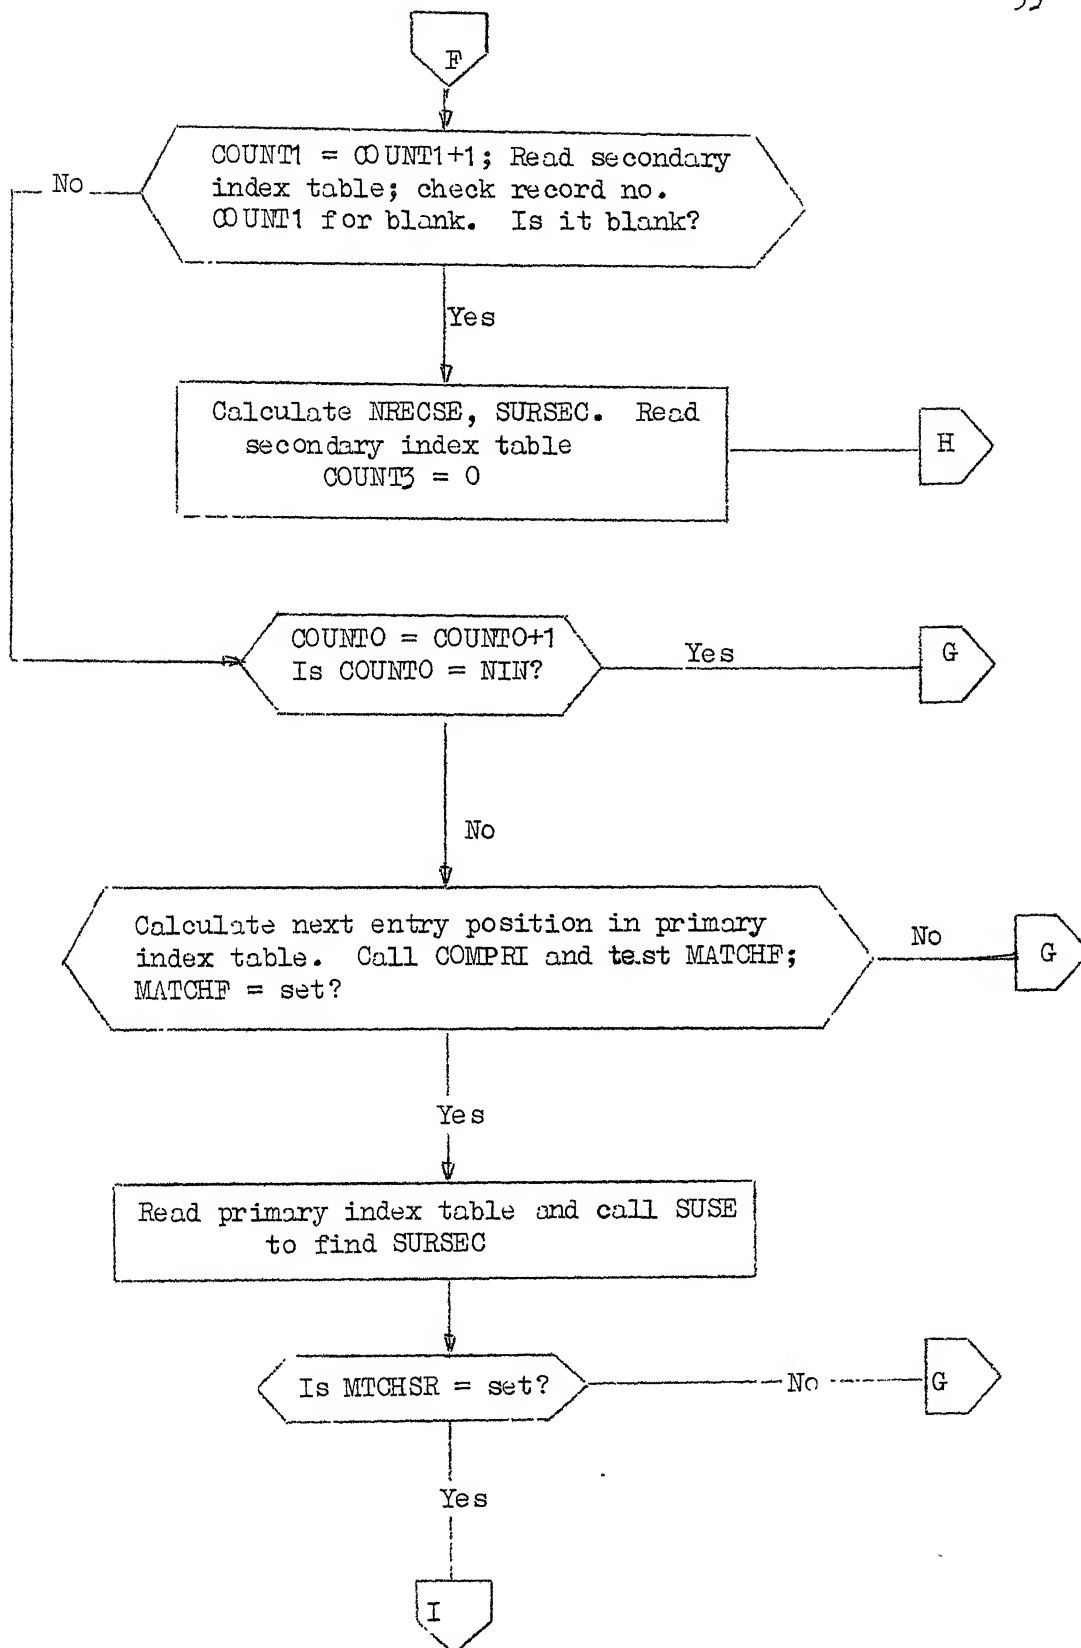 F
COUNT1 = COUNT1+1; Read secondary
No
index table; check record no.
COUNT1 for blank. Is it blank?
Yes
Calculate NRECSE, SURSEC. Read
secondary index table
COUNT3 = 0
H
COUNTO = COUNTO+1
Is COUNTO = NIN?
Yes
G
No
Calculate next entry position in primary
index table. Call COMPRI and test MATCHF;
MATCHF = set?
No
G
Yes
Read primary index table and call SUSE
to find SURSEC
Is MTCHSR = set?
No
G
Yes
I